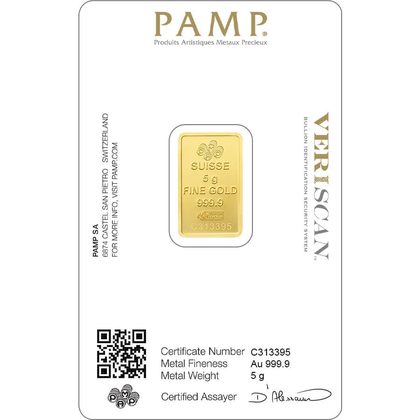 PAMP
Produits Artistiques Métaux Précieux
PAMP SA
6874 CASTEL SAN PIETRO SWITZERLAND
FOR MORE INFO, VISIT PAMP.COM
SUISSE
5 g
FINE GOLD
999.9
C313395
VERISCAN
BULLION IDENTIFICATION SECURITY SYSTEM
Certificate Number C313395
Metal Fineness Au 999.9
Metal Weight 5 g
Certified Assayer